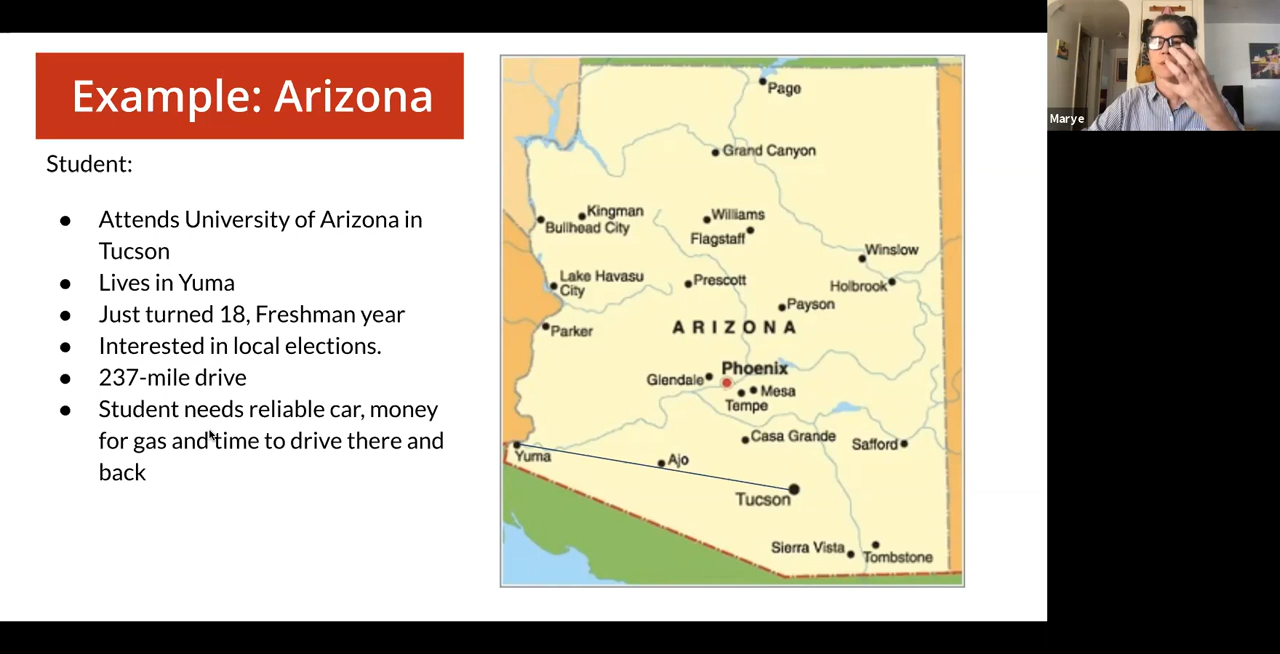 Example: Arizona
Student:
● Attends University of Arizona in
Tucson
● Lives in Yuma
● Just turned 18, Freshman year
● Interested in local elections.
● 237-mile drive
● Student needs reliable car, money
for gas and time to drive there and
back
Page
Grand Canyon
Kingman
Bullhead City
Williams
Flagstaff
Winslow
Holbrook
Lake Havasu
City
Prescott
Payson
Parker
ARIZONA
Phoenix
Glendale
Mesa
Tempe
Casa Grande
Safford
Yuma
Ajo
Tucson
Sierra Vista
Tombstone
Marye